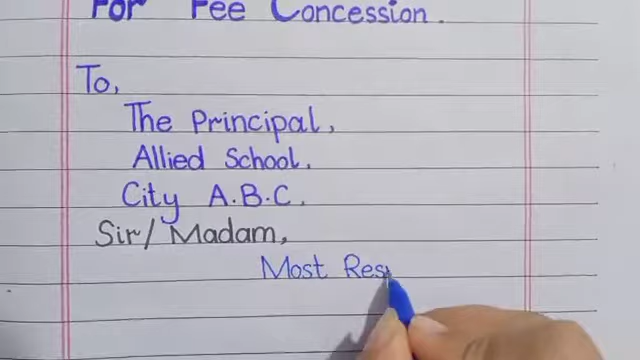 For Fee Concession.
To,
The Principal,
Allied School.
City A.B.C.
Sir/Madam,
Most Res